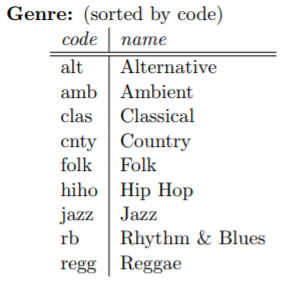 Genre: (sorted by code)
code name
alt Alternative
amb Ambient
clas Classical
cnty Country
folk Folk
hiho Hip Hop
jazz Jazz
rb Rhythm & Blues
regg Reggae